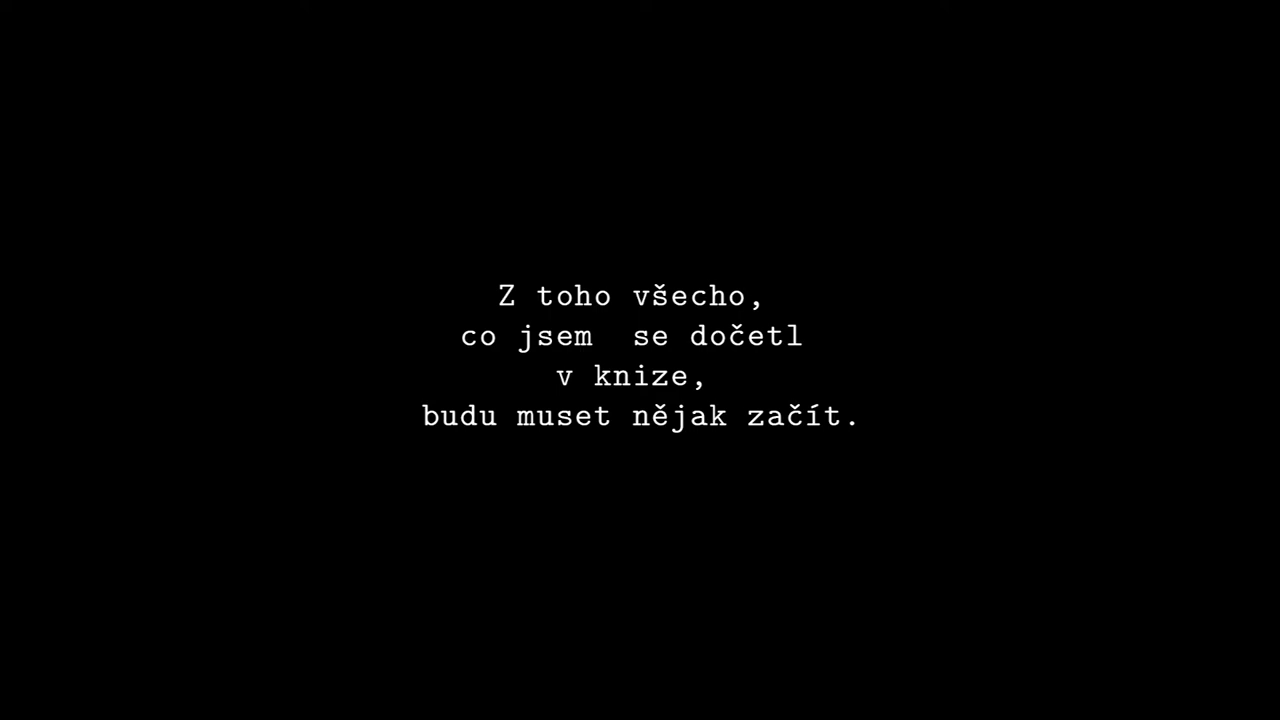 Z toho všecho,
co jsem  se dočetl
v knize,
budu muset nějak začít.